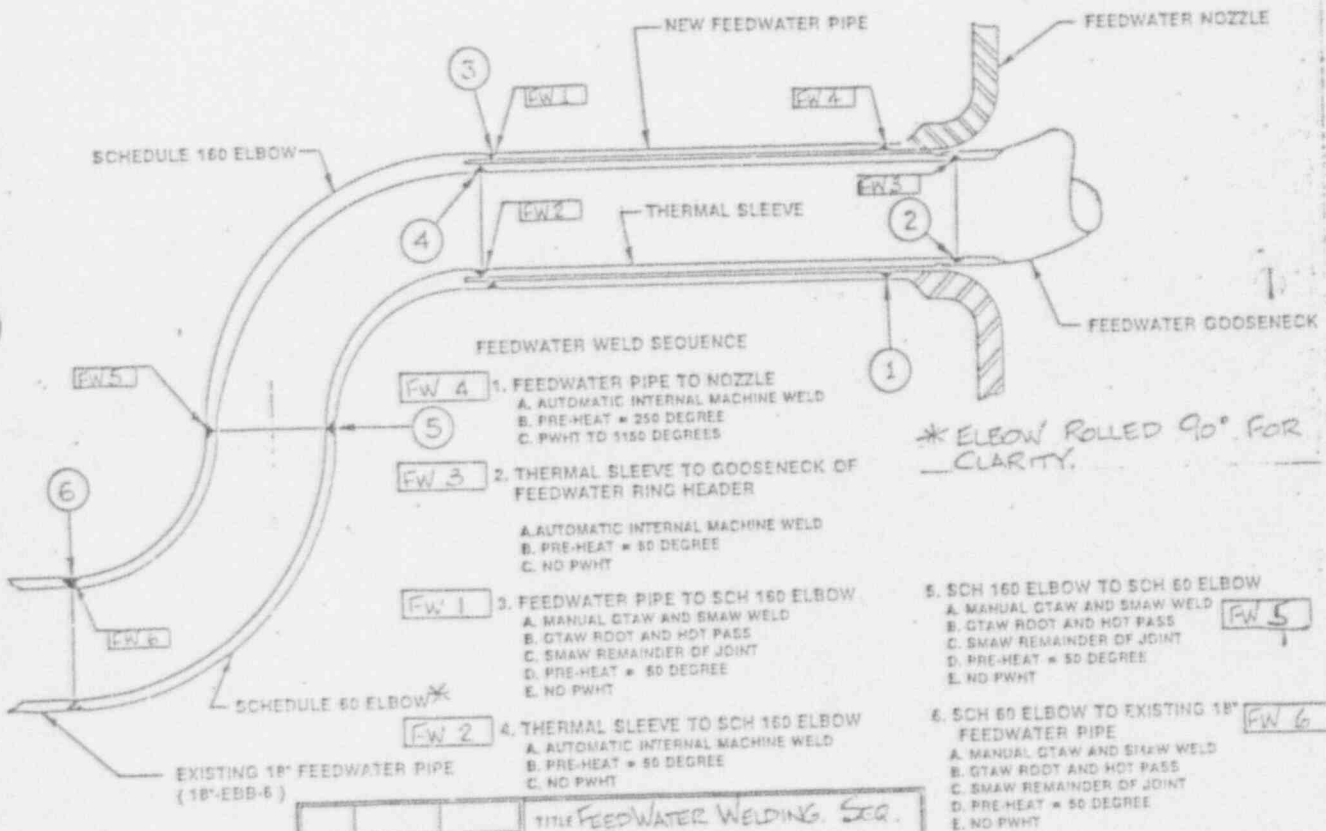 NEW FEEDWATER PIPE
FEEDWATER NOZZLE
3
FW 1
FW 4
SCHEDULE 160 ELBOW
FW 3
FW 2
THERMAL SLEEVE
4
2
FEEDWATER GOOSENECK
FEEDWATER WELD SEQUENCE
1
FW 5
5
6
FW 4 1. FEEDWATER PIPE TO NOZZLE
A. AUTOMATIC INTERNAL MACHINE WELD
B. PRE-HEAT = 250 DEGREE
C. PWHT TO 1150 DEGREES
* ELBOW ROLLED 90° FOR
CLARITY.
FW 3 2. THERMAL SLEEVE TO GOOSENECK OF
FEEDWATER RING HEADER
A. AUTOMATIC INTERNAL MACHINE WELD
B. PRE-HEAT = 50 DEGREE
C. NO PWHT
FW 1 3. FEEDWATER PIPE TO SCH 160 ELBOW
A. MANUAL GTAW AND SMAW WELD
B. GTAW ROOT AND HOT PASS
C. SMAW REMAINDER OF JOINT
D. PRE-HEAT = 50 DEGREE
E. NO PWHT
FW 2 4. THERMAL SLEEVE TO SCH 160 ELBOW
A. AUTOMATIC INTERNAL MACHINE WELD
B. PRE-HEAT = 50 DEGREE
C. NO PWHT
5. SCH 160 ELBOW TO SCH 60 ELBOW
A. MANUAL GTAW AND SMAW WELD
B. GTAW ROOT AND HOT PASS
C. SMAW REMAINDER OF JOINT
D. PRE-HEAT = 50 DEGREE
E. NO PWHT
FW 5
6. SCH 60 ELBOW TO EXISTING 18"
FEEDWATER PIPE
FW 6
A. MANUAL GTAW AND SMAW WELD
B. GTAW ROOT AND HOT PASS
C. SMAW REMAINDER OF JOINT
D. PRE-HEAT = 50 DEGREE
E. NO PWHT
FW 6
SCHEDULE 60 ELBOW*
EXISTING 18" FEEDWATER PIPE
(18"-EBB-6)
TITLE FEEDWATER WELDING. SEQ.